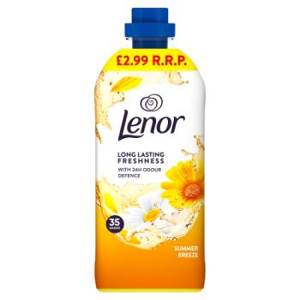 £2.99 R.R.P.
Lenor
LONG LASTING
FRESHNESS
WITH 24H ODOUR
DEFENCE
35
SUMMER
BREEZE